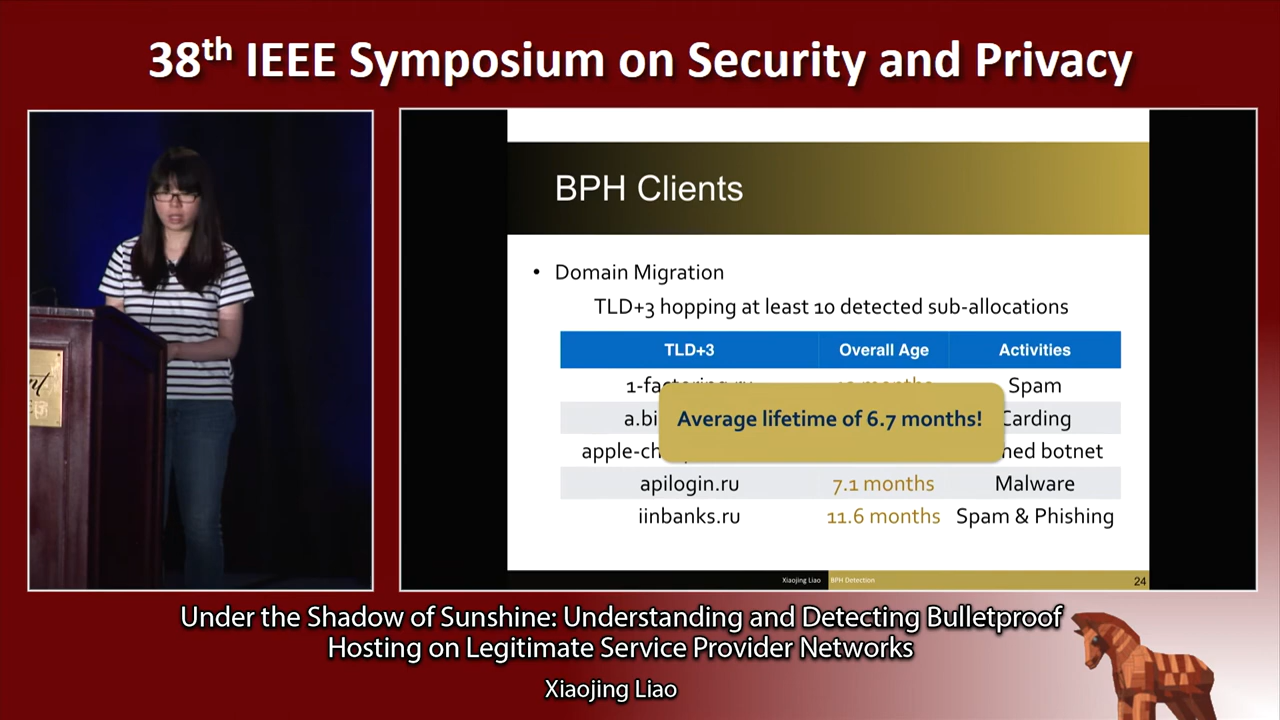 38th IEEE Symposium on Security and Privacy
BPH Clients
• Domain Migration
TLD+3 hopping at least 10 detected sub-allocations
TLD+3 Overall Age Activities
Spam
Average lifetime of 6.7 months!
Carding
botnet
apilogin.ru 7.1 months Malware
iinbanks.ru 11.6 months Spam & Phishing
Xiaojing Liao BPH Detection 24
Under the Shadow of Sunshine: Understanding and Detecting Bulletproof
Hosting on Legitimate Service Provider Networks
Xiaojing Liao